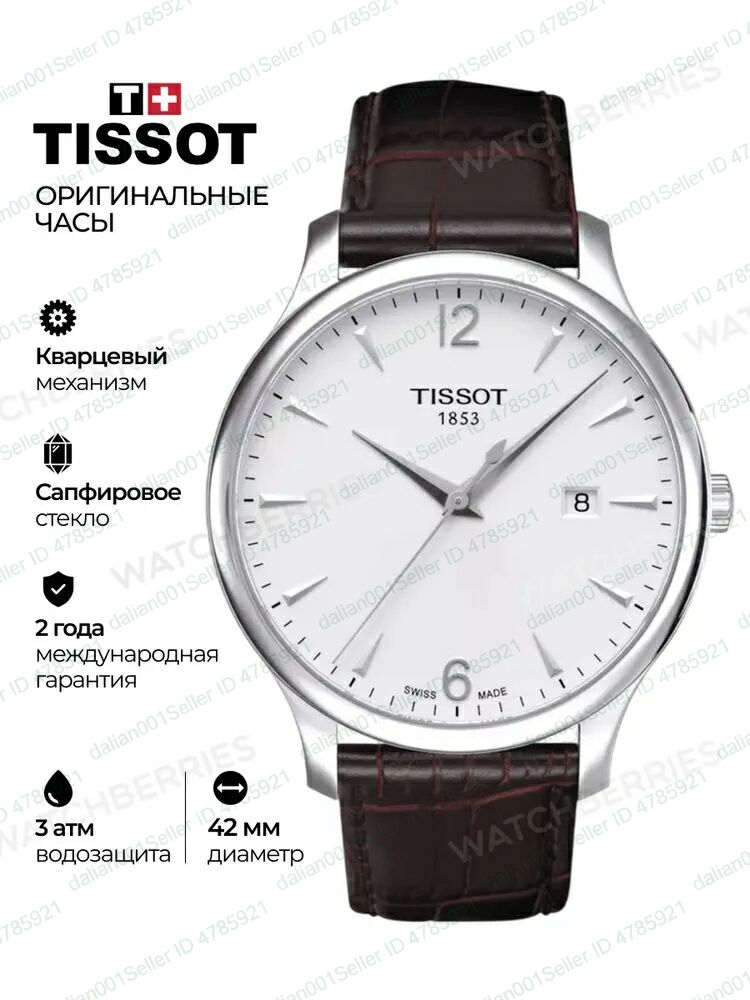 T+
TISSOT
ОРИГИНАЛЬНЫЕ
ЧАСЫ
Кварцевый
механизм
Сапфировое
стекло
2 года
международная
гарантия
3 атм
водозащита
42 мм
диаметр
12
TISSOT
1853
8
6
SWISS MADE
WATCHBERRIES
dalian001Seller ID 4785921